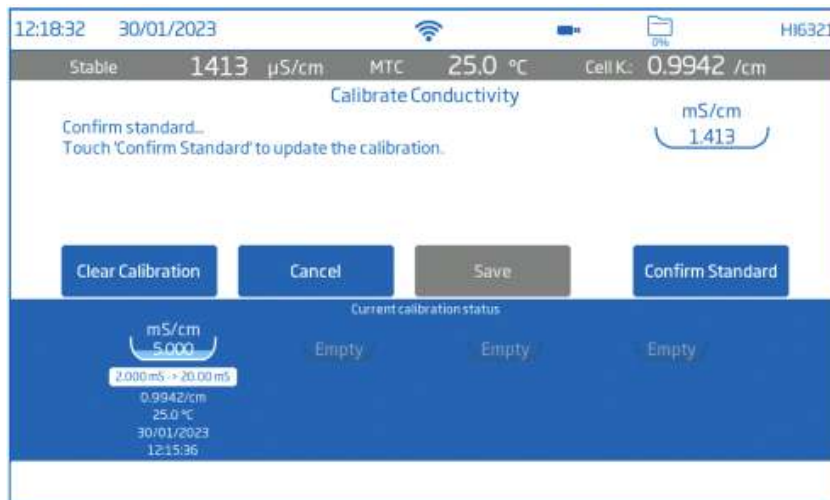 12:18:32 30/01/2023 0% HI6321
Stable 1413 µS/cm MTC 25.0 °C Cell K.: 0.9942 /cm
Calibrate Conductivity
mS/cm
1.413
Confirm standard...
Touch 'Confirm Standard' to update the calibration.
Clear Calibration Cancel Save Confirm Standard
Current calibration status
mS/cm
5.000 Empty Empty Empty
2.000 mS -> 20.00 mS
0.9942/cm
25.0 °C
30/01/2023
12:15:36